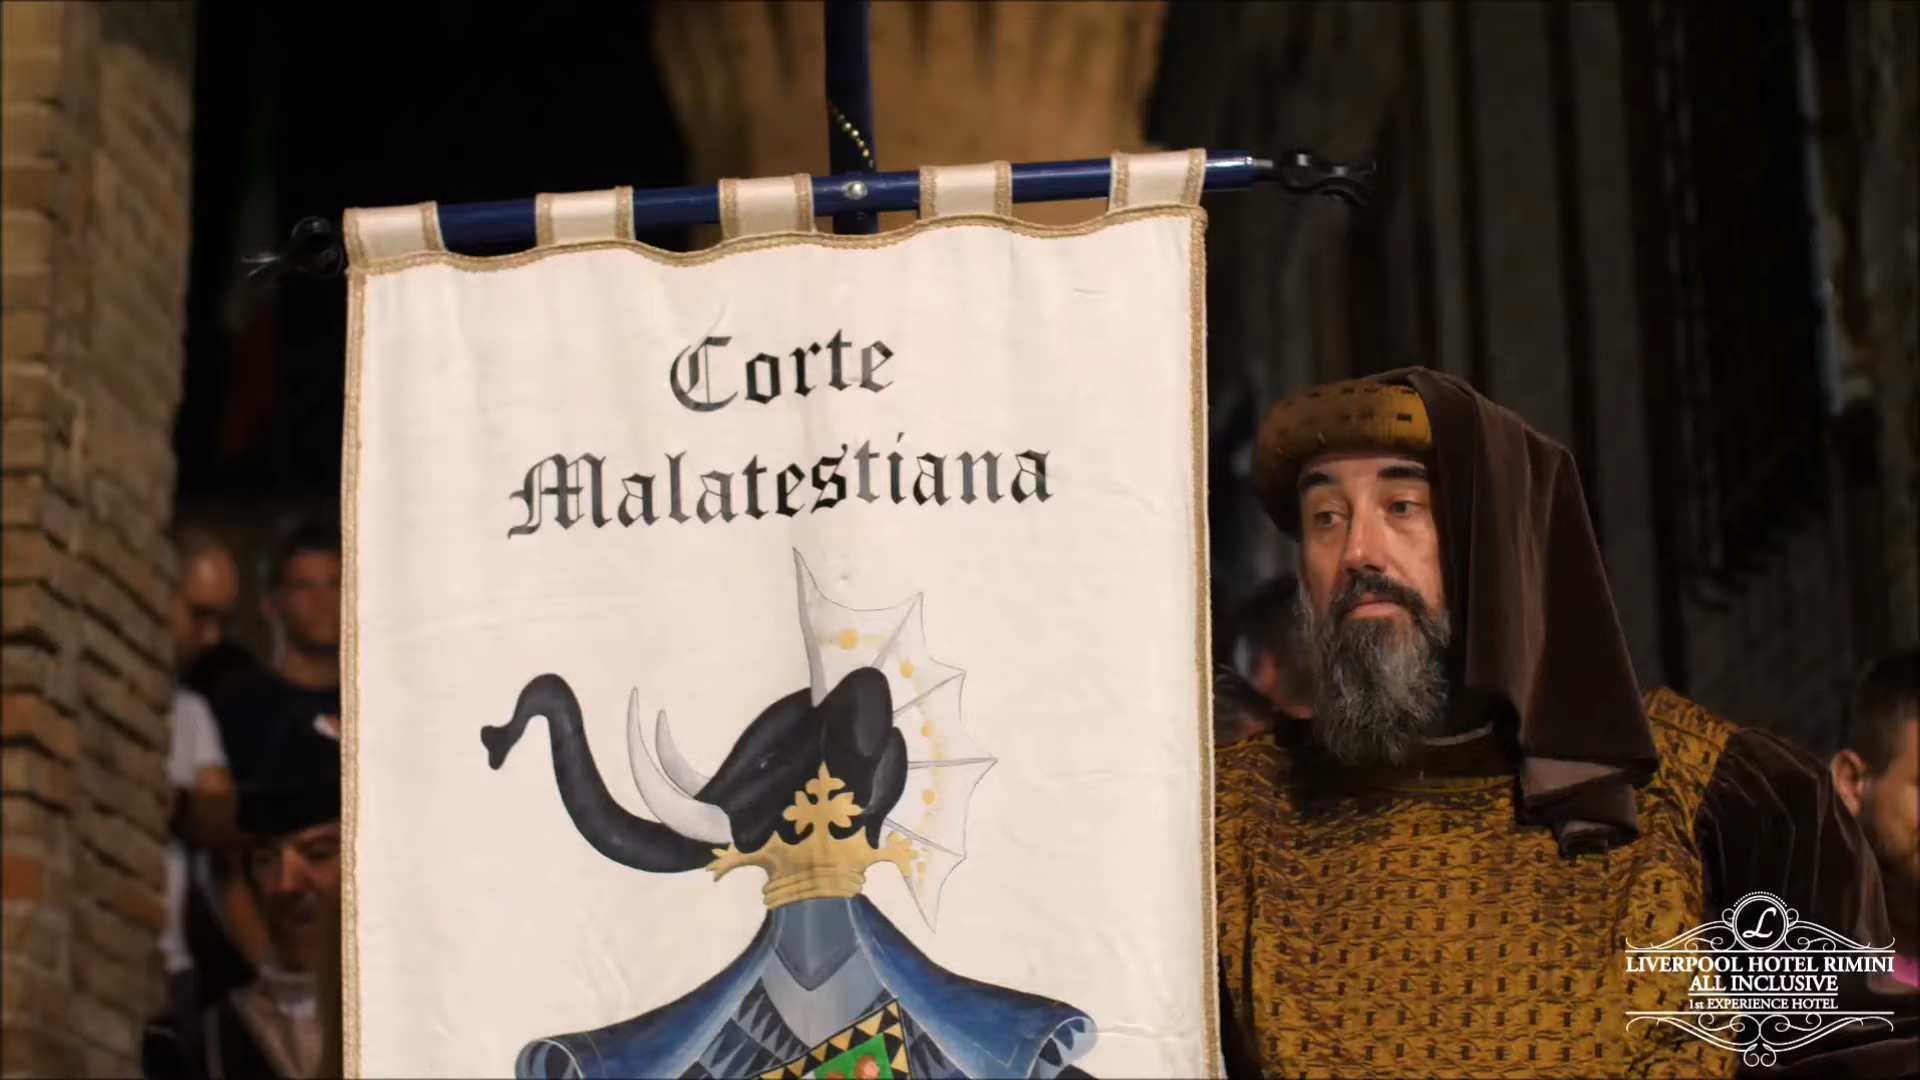 Corte
Malatestiana
L
LIVERPOOL HOTEL RIMINI
ALL INCLUSIVE
1st EXPERIENCE HOTEL